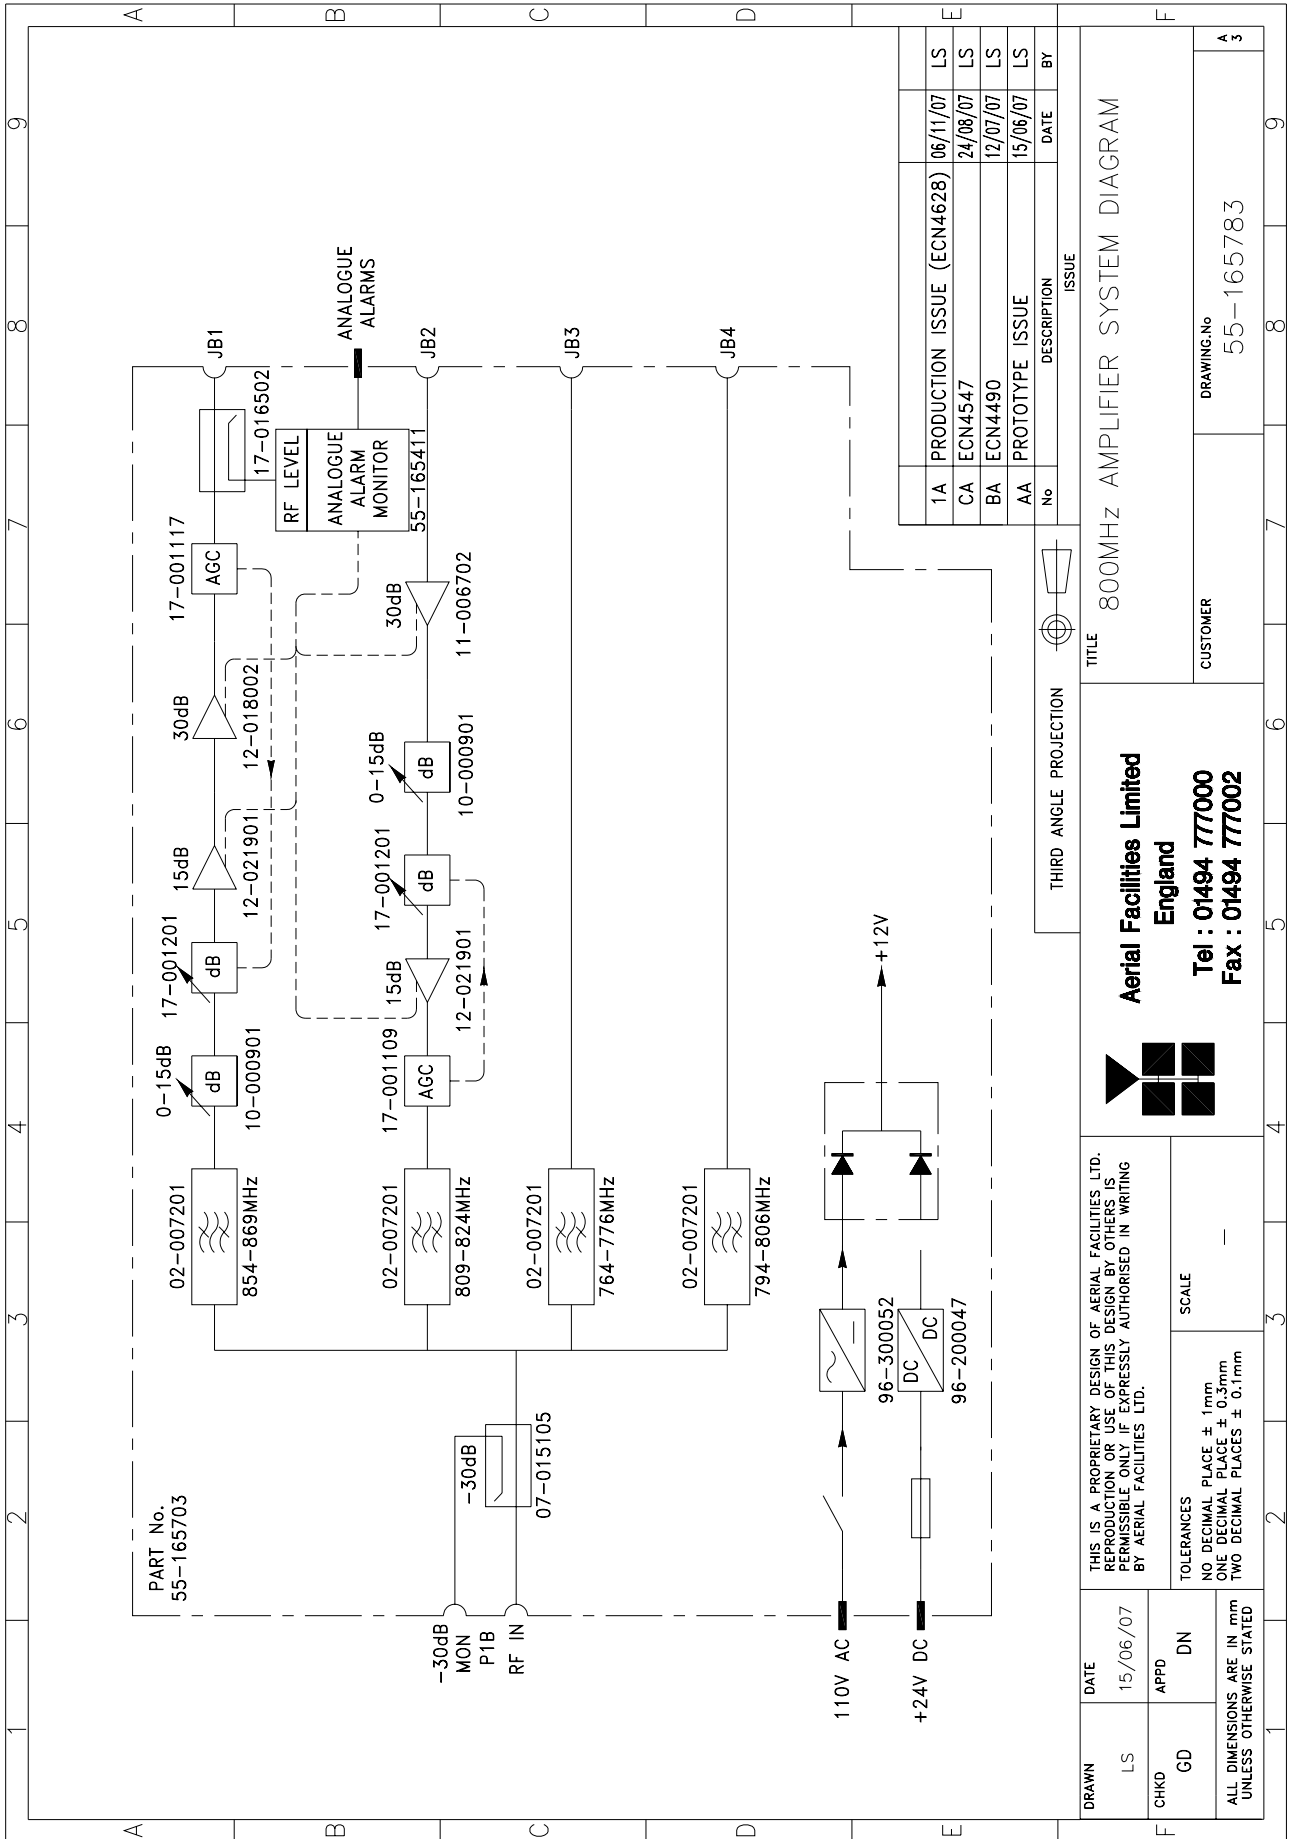 1 2 3 4 5 6 7 8 9
A B C D E F
PART No.
55-165703
-30dB
MON
P1B
RF IN
-30dB
07-015105
02-007201
854-869MHz
0-15dB
dB
10-000901
17-001201
dB
15dB
12-021901
30dB
12-018002
17-001117
AGC
17-016502
JB1
RF LEVEL
ANALOGUE
ALARM
MONITOR
55-165411
ANALOGUE
ALARMS
02-007201
809-824MHz
17-001109
AGC
15dB
12-021901
17-001201
dB
0-15dB
dB
10-000901
30dB
11-006702
JB2
02-007201
764-776MHz
JB3
02-007201
794-806MHz
JB4
110V AC
96-300052
+24V DC
DC
DC
96-200047
+12V
1A PRODUCTION ISSUE (ECN4628) 06/11/07 LS
CA ECN4547 24/08/07 LS
BA ECN4490 12/07/07 LS
AA PROTOTYPE ISSUE 15/06/07 LS
No DESCRIPTION DATE BY
ISSUE
THIRD ANGLE PROJECTION
DRAWN
LS
DATE
15/06/07
CHKD
GD
APPD
DN
ALL DIMENSIONS ARE IN mm
UNLESS OTHERWISE STATED
THIS IS A PROPRIETARY DESIGN OF AERIAL FACILITIES LTD.
REPRODUCTION OR USE OF THIS DESIGN BY OTHERS IS
PERMISSIBLE ONLY IF EXPRESSLY AUTHORISED IN WRITING
BY AERIAL FACILITIES LTD.
TOLERANCES
NO DECIMAL PLACE ± 1mm
ONE DECIMAL PLACE ± 0.3mm
TWO DECIMAL PLACES ± 0.1mm
SCALE
—
Aerial Facilities Limited
England
Tel : 01494 777000
Fax : 01494 777002
TITLE
800MHz AMPLIFIER SYSTEM DIAGRAM
CUSTOMER
DRAWING.No
55-165783
A
3
1 2 3 4 5 6 7 8 9
A B C D E F